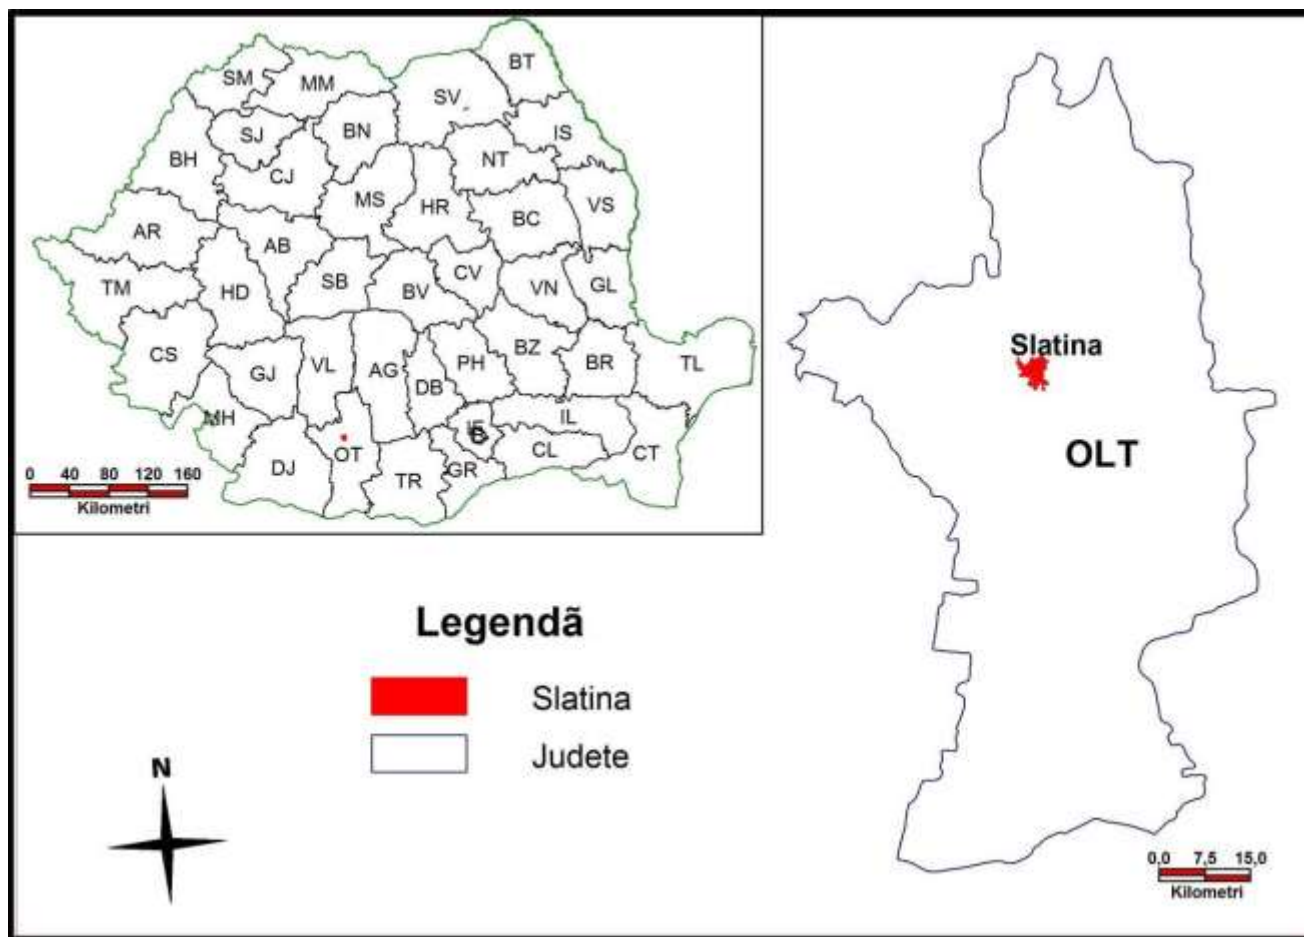 BT
SM
MM
SV
SJ
BN
IS
BH
NT
CJ
MS
HR
VS
BC
AR
AB
CV
TM
HD
SB
BV
VN
GL
CS
GJ
VL
AG
PH
BZ
BR
TL
DB
MH
IL
OT
CL
CT
DJ
TR
GR
0 40 80 120 160
Kilometri
Slatina
OLT
Legendã
Slatina
Judete
N
0,0 7,5 15,0
Kilometri